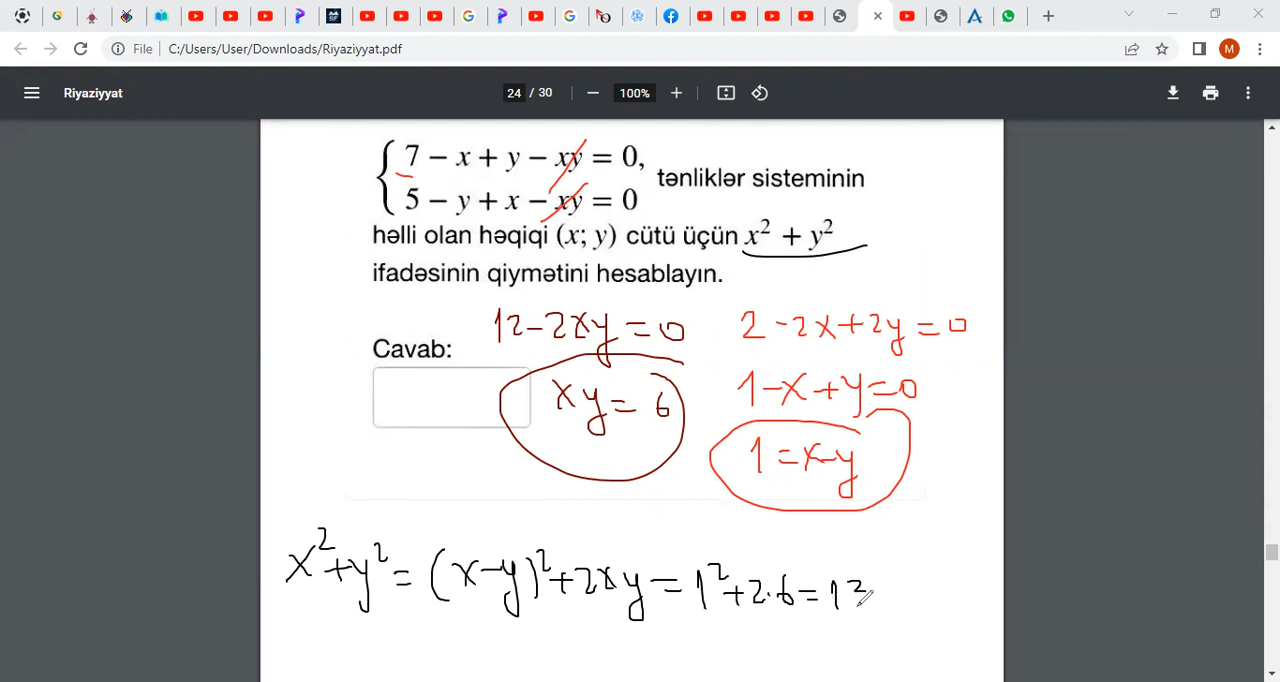 File C:/Users/User/Downloads/Riyaziyyat.pdf
M
Riyaziyyat
24 / 30
100%
7 − x + y − xy = 0,
5 − y + x − xy = 0
tənliklər sisteminin
həlli olan həqiqi (x; y) cütü üçün x² + y²
ifadəsinin qiymətini hesablayın.
12-2xy=0
2-2x+2y=0
Cavab:
xy=6
1-x+y=0
1=x-y
x²+y²=(x-y)²+2xy=1²+2·6=13